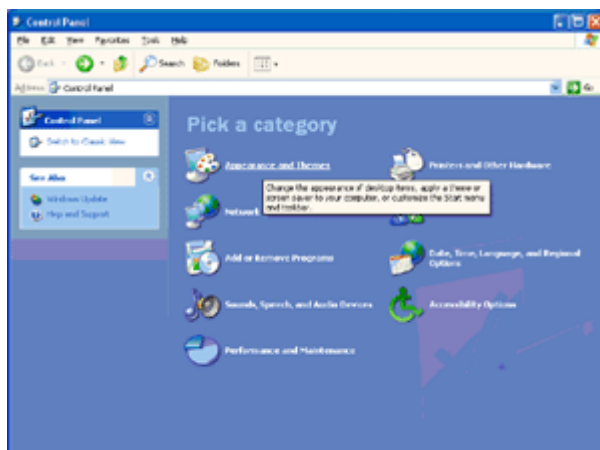 Control Panel
File Edit View Favorites Tools Help
Back Search Folders
Address Control Panel Go
Control Panel
Switch to Classic View
See Also
Windows Update
Help and Support
Pick a category
Appearance and Themes
Printers and Other Hardware
Change the appearance of desktop items, apply a theme or
screen saver to your computer, or customize the Start menu
and taskbar.
Network
Add or Remove Programs
Date, Time, Language, and Regional
Options
Sounds, Speech, and Audio Devices
Accessibility Options
Performance and Maintenance